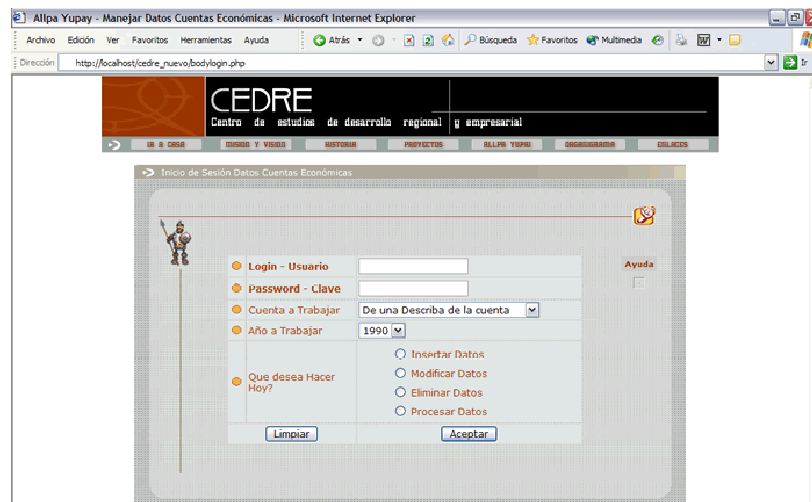 Allpa Yupay - Manejar Datos Cuentas Económicas - Microsoft Internet Explorer
Archivo Edición Ver Favoritos Herramientas Ayuda Atrás Búsqueda Favoritos Multimedia
Dirección http://localhost/cedre_nuevo/bodylogin.php Ir
CEDRE
Centro de estudios de desarrollo regional y empresarial
IR A CASA MISION Y VISION HISTORIA PROYECTOS ALLPA YUPAY ORGANIGRAMA ENLACES
Inicio de Sesión Datos Cuentas Económicas
Login - Usuario
Ayuda
Password - Clave
Cuenta a Trabajar De una Describa de la cuenta
Año a Trabajar 1990
Que desea Hacer Hoy?
Insertar Datos
Modificar Datos
Eliminar Datos
Procesar Datos
Limpiar Aceptar